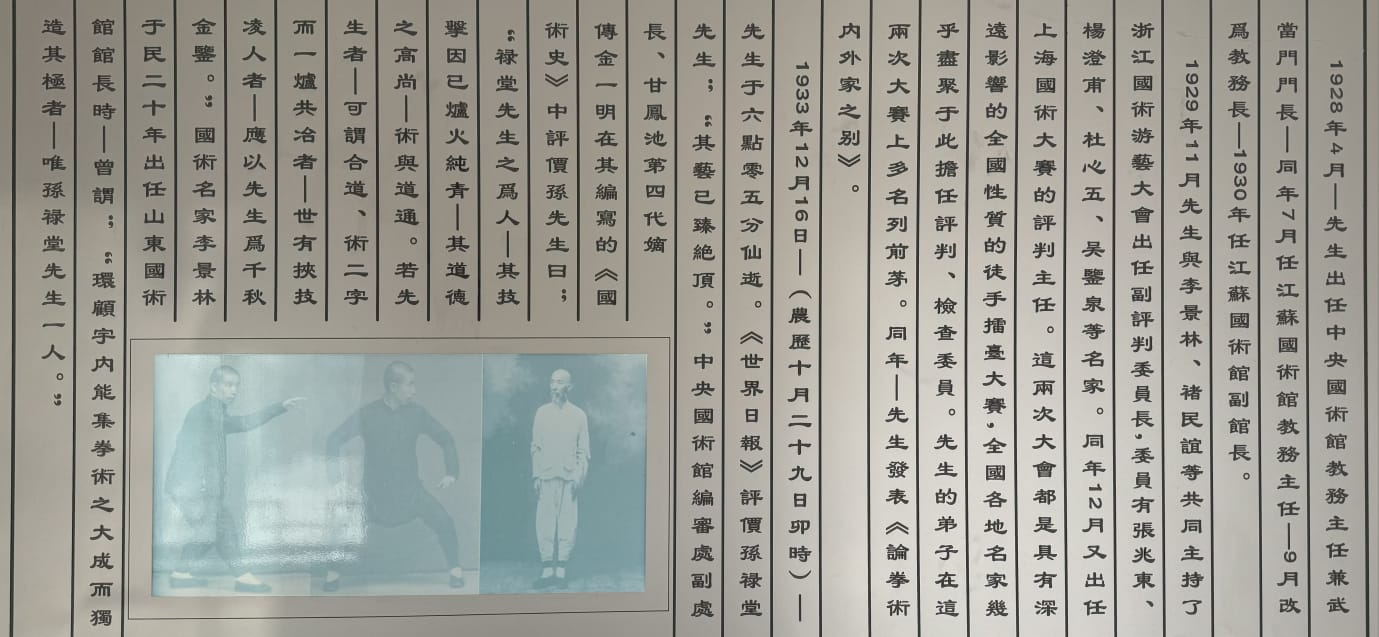 1928年4月—先生出任中央國術館教務主任兼武
當門門長—同年7月任江蘇國術館教務主任—9月改
爲教務長—1930年任江蘇國術館副館長。
1929年11月先生與李景林、褚民誼等共同主持了
浙江國術游藝大會出任副評判委員長,委員有張兆東、
楊澄甫、杜心五、吴鑒泉等名家。同年12月又出任
上海國術大賽的評判主任。這兩次大會都是具有深
遠影響的全國性質的徒手擂臺大賽,全國各地名家幾
乎盡聚于此擔任評判、檢查委員。先生的弟子在這
兩次大賽上多名列前茅。同年—先生發表《論拳術
内外家之别》。
1933年12月16日—(農歷十月二十九日卯時)—
先生于六點零五分仙逝。《世界日報》評價孫禄堂
先生:“其藝已臻絶頂。”中央國術館編審處副處
長、甘鳳池第四代嫡
傳金一明在其編寫的《國
術史》中評價孫先生曰:
“禄堂先生之爲人—其技
擊因已爐火純青—其道德
之高尚—術與道通。若先
生者—可謂合道、術二字
而一爐共冶者—世有挾技
凌人者—應以先生爲千秋
金鑒。”國術名家李景林
于民二十年出任山東國術
館館長時—曾謂:“環顧宇内能集拳術之大成而獨
造其極者—唯孫禄堂先生一人。”